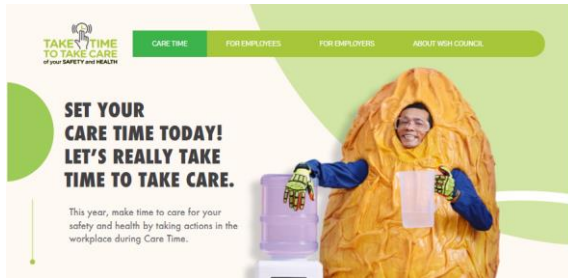 TAKE TIME
TO TAKE CARE
of your SAFETY and HEALTH
CARE TIME
FOR EMPLOYEES
FOR EMPLOYERS
ABOUT WSH COUNCIL
SET YOUR
CARE TIME TODAY!
LET'S REALLY TAKE
TIME TO TAKE CARE.
This year, make time to care for your
safety and health by taking actions in the
workplace during Care Time.